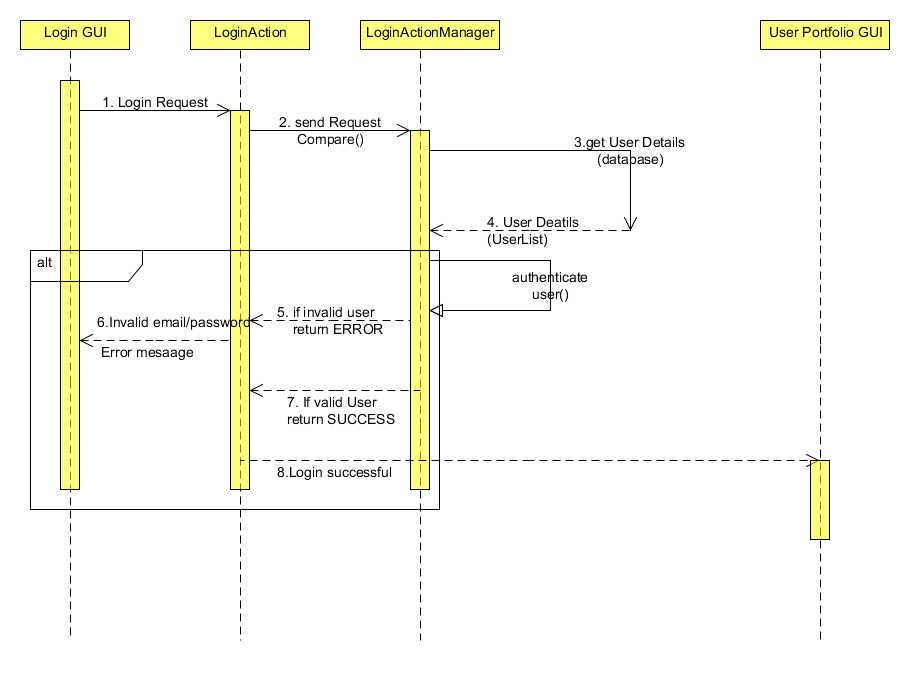 Login GUI
LoginAction
LoginActionManager
User Portfolio GUI
1. Login Request
2. send Request
Compare()
3.get User Details
(database)
4. User Deatils
(UserList)
alt
authenticate
user()
5. if invalid user
return ERROR
6.Invalid email/password
Error mesaage
7. If valid User
return SUCCESS
8.Login successful